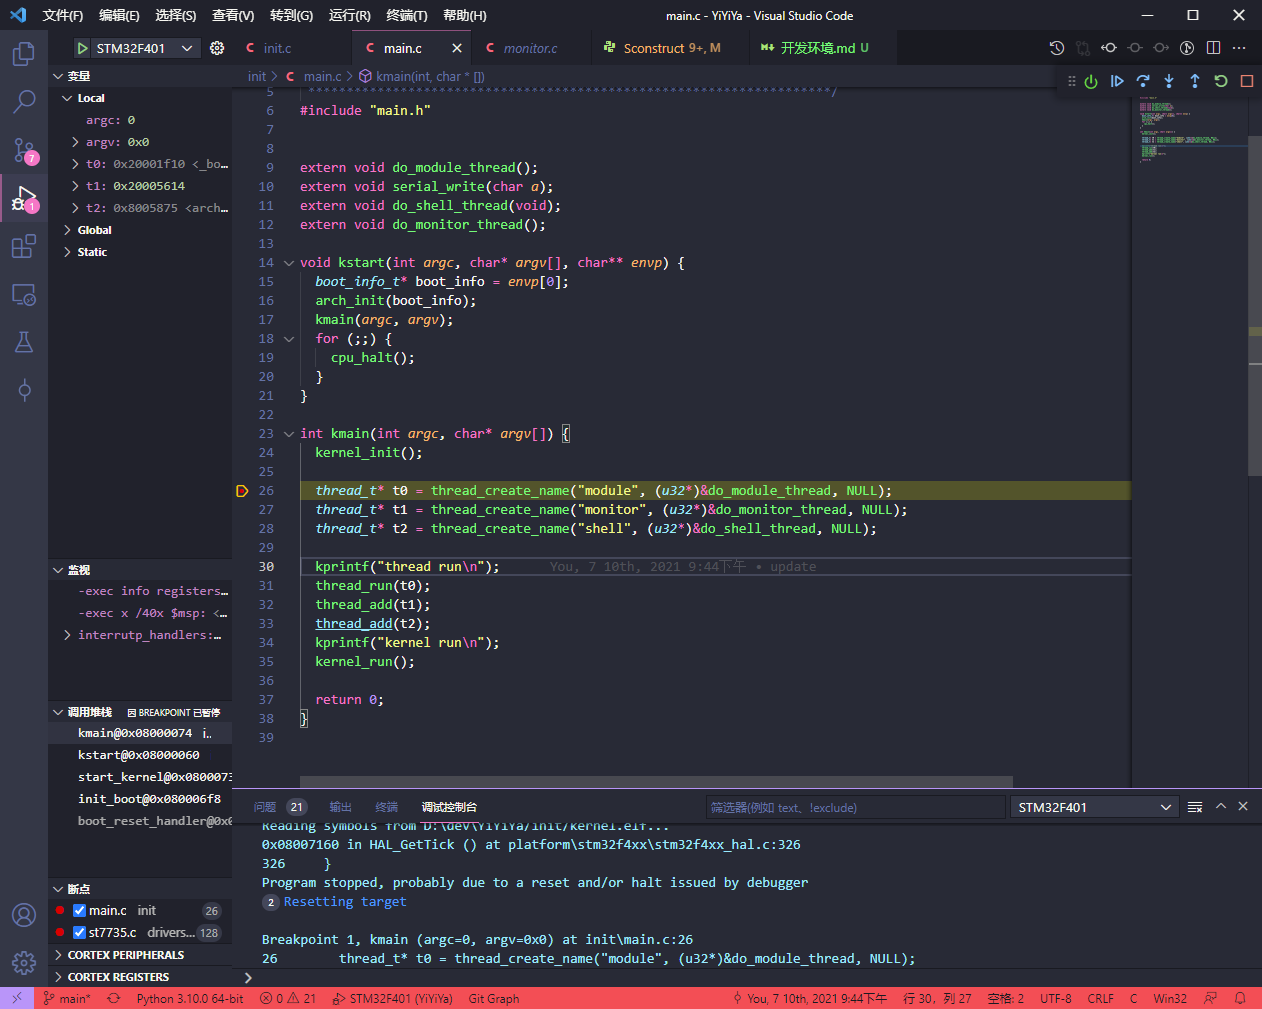 文件(F) 编辑(E) 选择(S) 查看(V) 转到(G) 运行(R) 终端(T) 帮助(H) main.c - YiYiYa - Visual Studio Code
STM32F401
init.c
main.c
monitor.c
Sconstruct 9+, M
开发环境.md U
变量
Local
argc: 0
argv: 0x0
t0: 0x20001f10 <_bo…
t1: 0x20005614
t2: 0x8005875 <arch…
Global
Static
监视
-exec info registers…
-exec x /40x $msp: <…
interrutp_handlers:…
调用堆栈 因 BREAKPOINT 已暂停
kmain@0x08000074 i..
kstart@0x08000060
start_kernel@0x0800073
init_boot@0x080006f8
boot_reset_handler@0x0
断点
main.c init 26
st7735.c drivers... 128
CORTEX PERIPHERALS
CORTEX REGISTERS
7
1
init > C main.c > kmain(int, char * [])
5 *********************************************************************/
6 #include "main.h"
7
8
9 extern void do_module_thread();
10 extern void serial_write(char a);
11 extern void do_shell_thread(void);
12 extern void do_monitor_thread();
13
14 void kstart(int argc, char* argv[], char** envp) {
15 boot_info_t* boot_info = envp[0];
16 arch_init(boot_info);
17 kmain(argc, argv);
18 for (;;) {
19 cpu_halt();
20 }
21 }
22
23 int kmain(int argc, char* argv[]) {
24 kernel_init();
25
26 thread_t* t0 = thread_create_name("module", (u32*)&do_module_thread, NULL);
27 thread_t* t1 = thread_create_name("monitor", (u32*)&do_monitor_thread, NULL);
28 thread_t* t2 = thread_create_name("shell", (u32*)&do_shell_thread, NULL);
29
30 kprintf("thread run\n"); You, 7 10th, 2021 9:44下午 • update
31 thread_run(t0);
32 thread_add(t1);
33 thread_add(t2);
34 kprintf("kernel run\n");
35 kernel_run();
36
37 return 0;
38 }
39
问题 21 输出 终端 调试控制台 筛选器(例如 text、!exclude) STM32F401
Reading symbols from D:\dev\YiYiYa/init/kernel.elf...
0x08007160 in HAL_GetTick () at platform\stm32f4xx\stm32f4xx_hal.c:326
326 }
Program stopped, probably due to a reset and/or halt issued by debugger
2 Resetting target
Breakpoint 1, kmain (argc=0, argv=0x0) at init\main.c:26
26 thread_t* t0 = thread_create_name("module", (u32*)&do_module_thread, NULL);
main* Python 3.10.0 64-bit 0 21 STM32F401 (YiYiYa) Git Graph You, 7 10th, 2021 9:44下午 行 30，列 27 空格: 2 UTF-8 CRLF C Win32